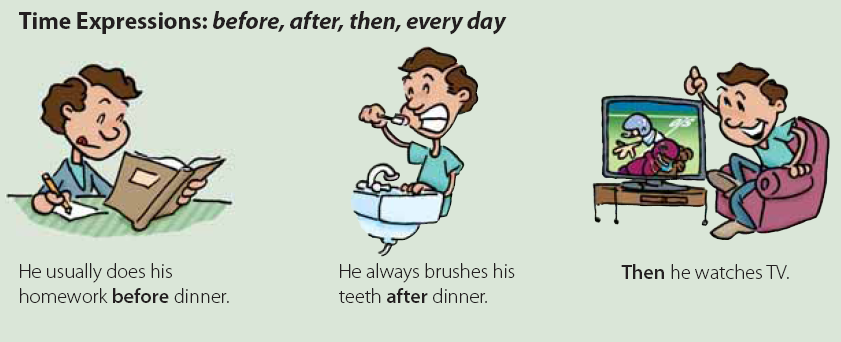 Time Expressions: before, after, then, every day
He usually does his
homework before dinner.
He always brushes his
teeth after dinner.
Then he watches TV.